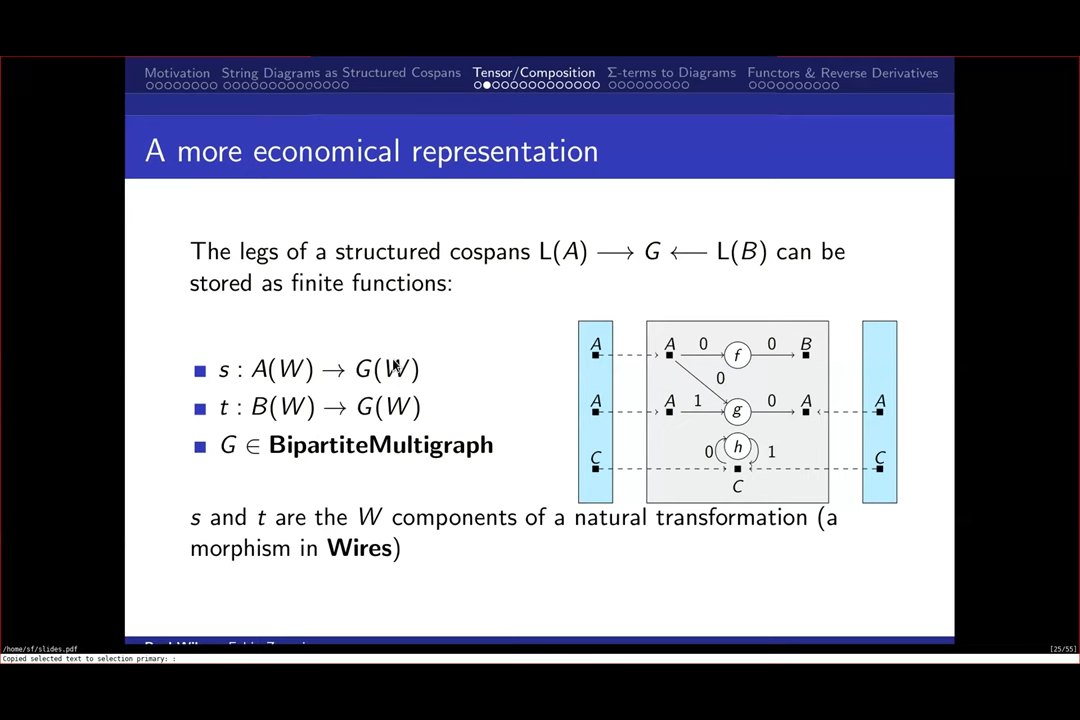 Motivation String Diagrams as Structured Cospans Tensor/Composition Σ-terms to Diagrams Functors & Reverse Derivatives
A more economical representation
The legs of a structured cospans L(A) ⟶ G ⟵ L(B) can be
stored as finite functions:
s : A(W) → G(W)
t : B(W) → G(W)
G ∈ BipartiteMultigraph
A A 0 f 0 B
0
A A 1 g 0 A A
C 0 h 1 C
C
s and t are the W components of a natural transformation (a
morphism in Wires)
/home/sf/slides.pdf [25/55]
Copied selected text to selection primary: :